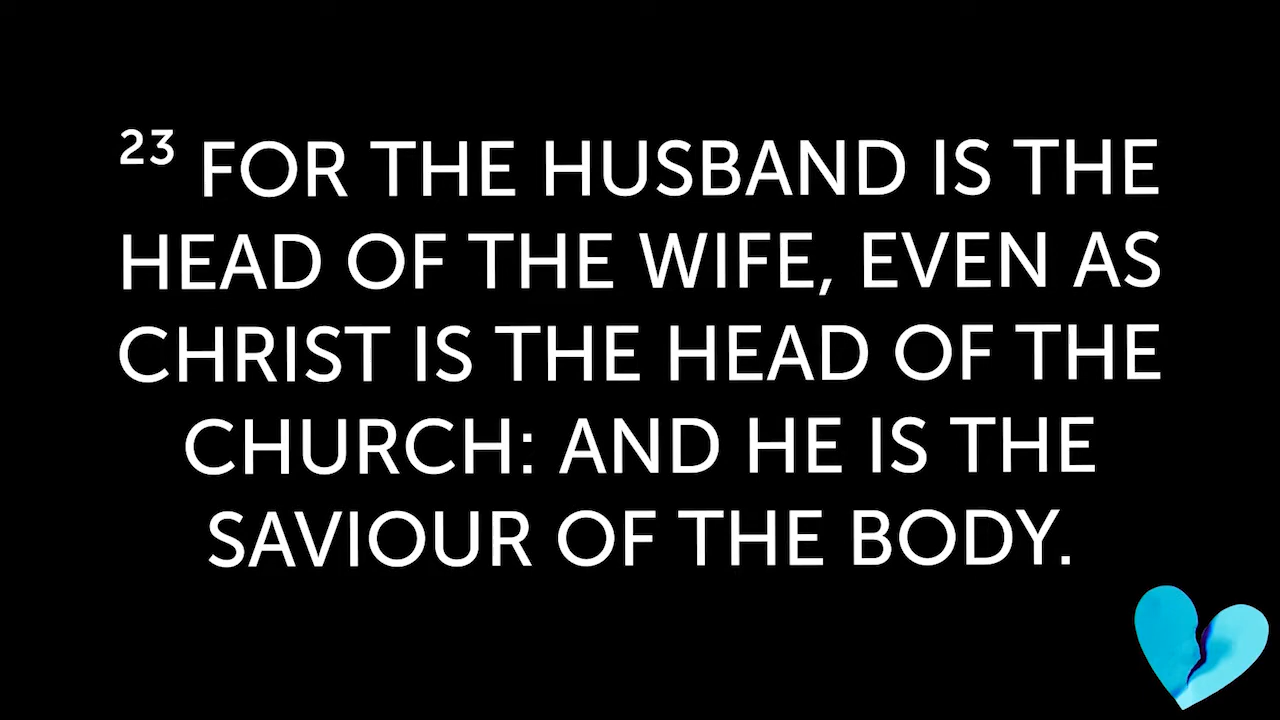 23 FOR THE HUSBAND IS THE
HEAD OF THE WIFE, EVEN AS
CHRIST IS THE HEAD OF THE
CHURCH: AND HE IS THE
SAVIOUR OF THE BODY.